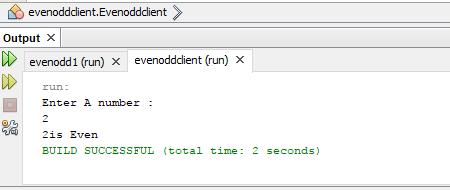 evenoddclient.Evenoddclient
Output
evenodd1 (run)
evenoddclient (run)
run:
Enter A number :
2
2is Even
BUILD SUCCESSFUL (total time: 2 seconds)